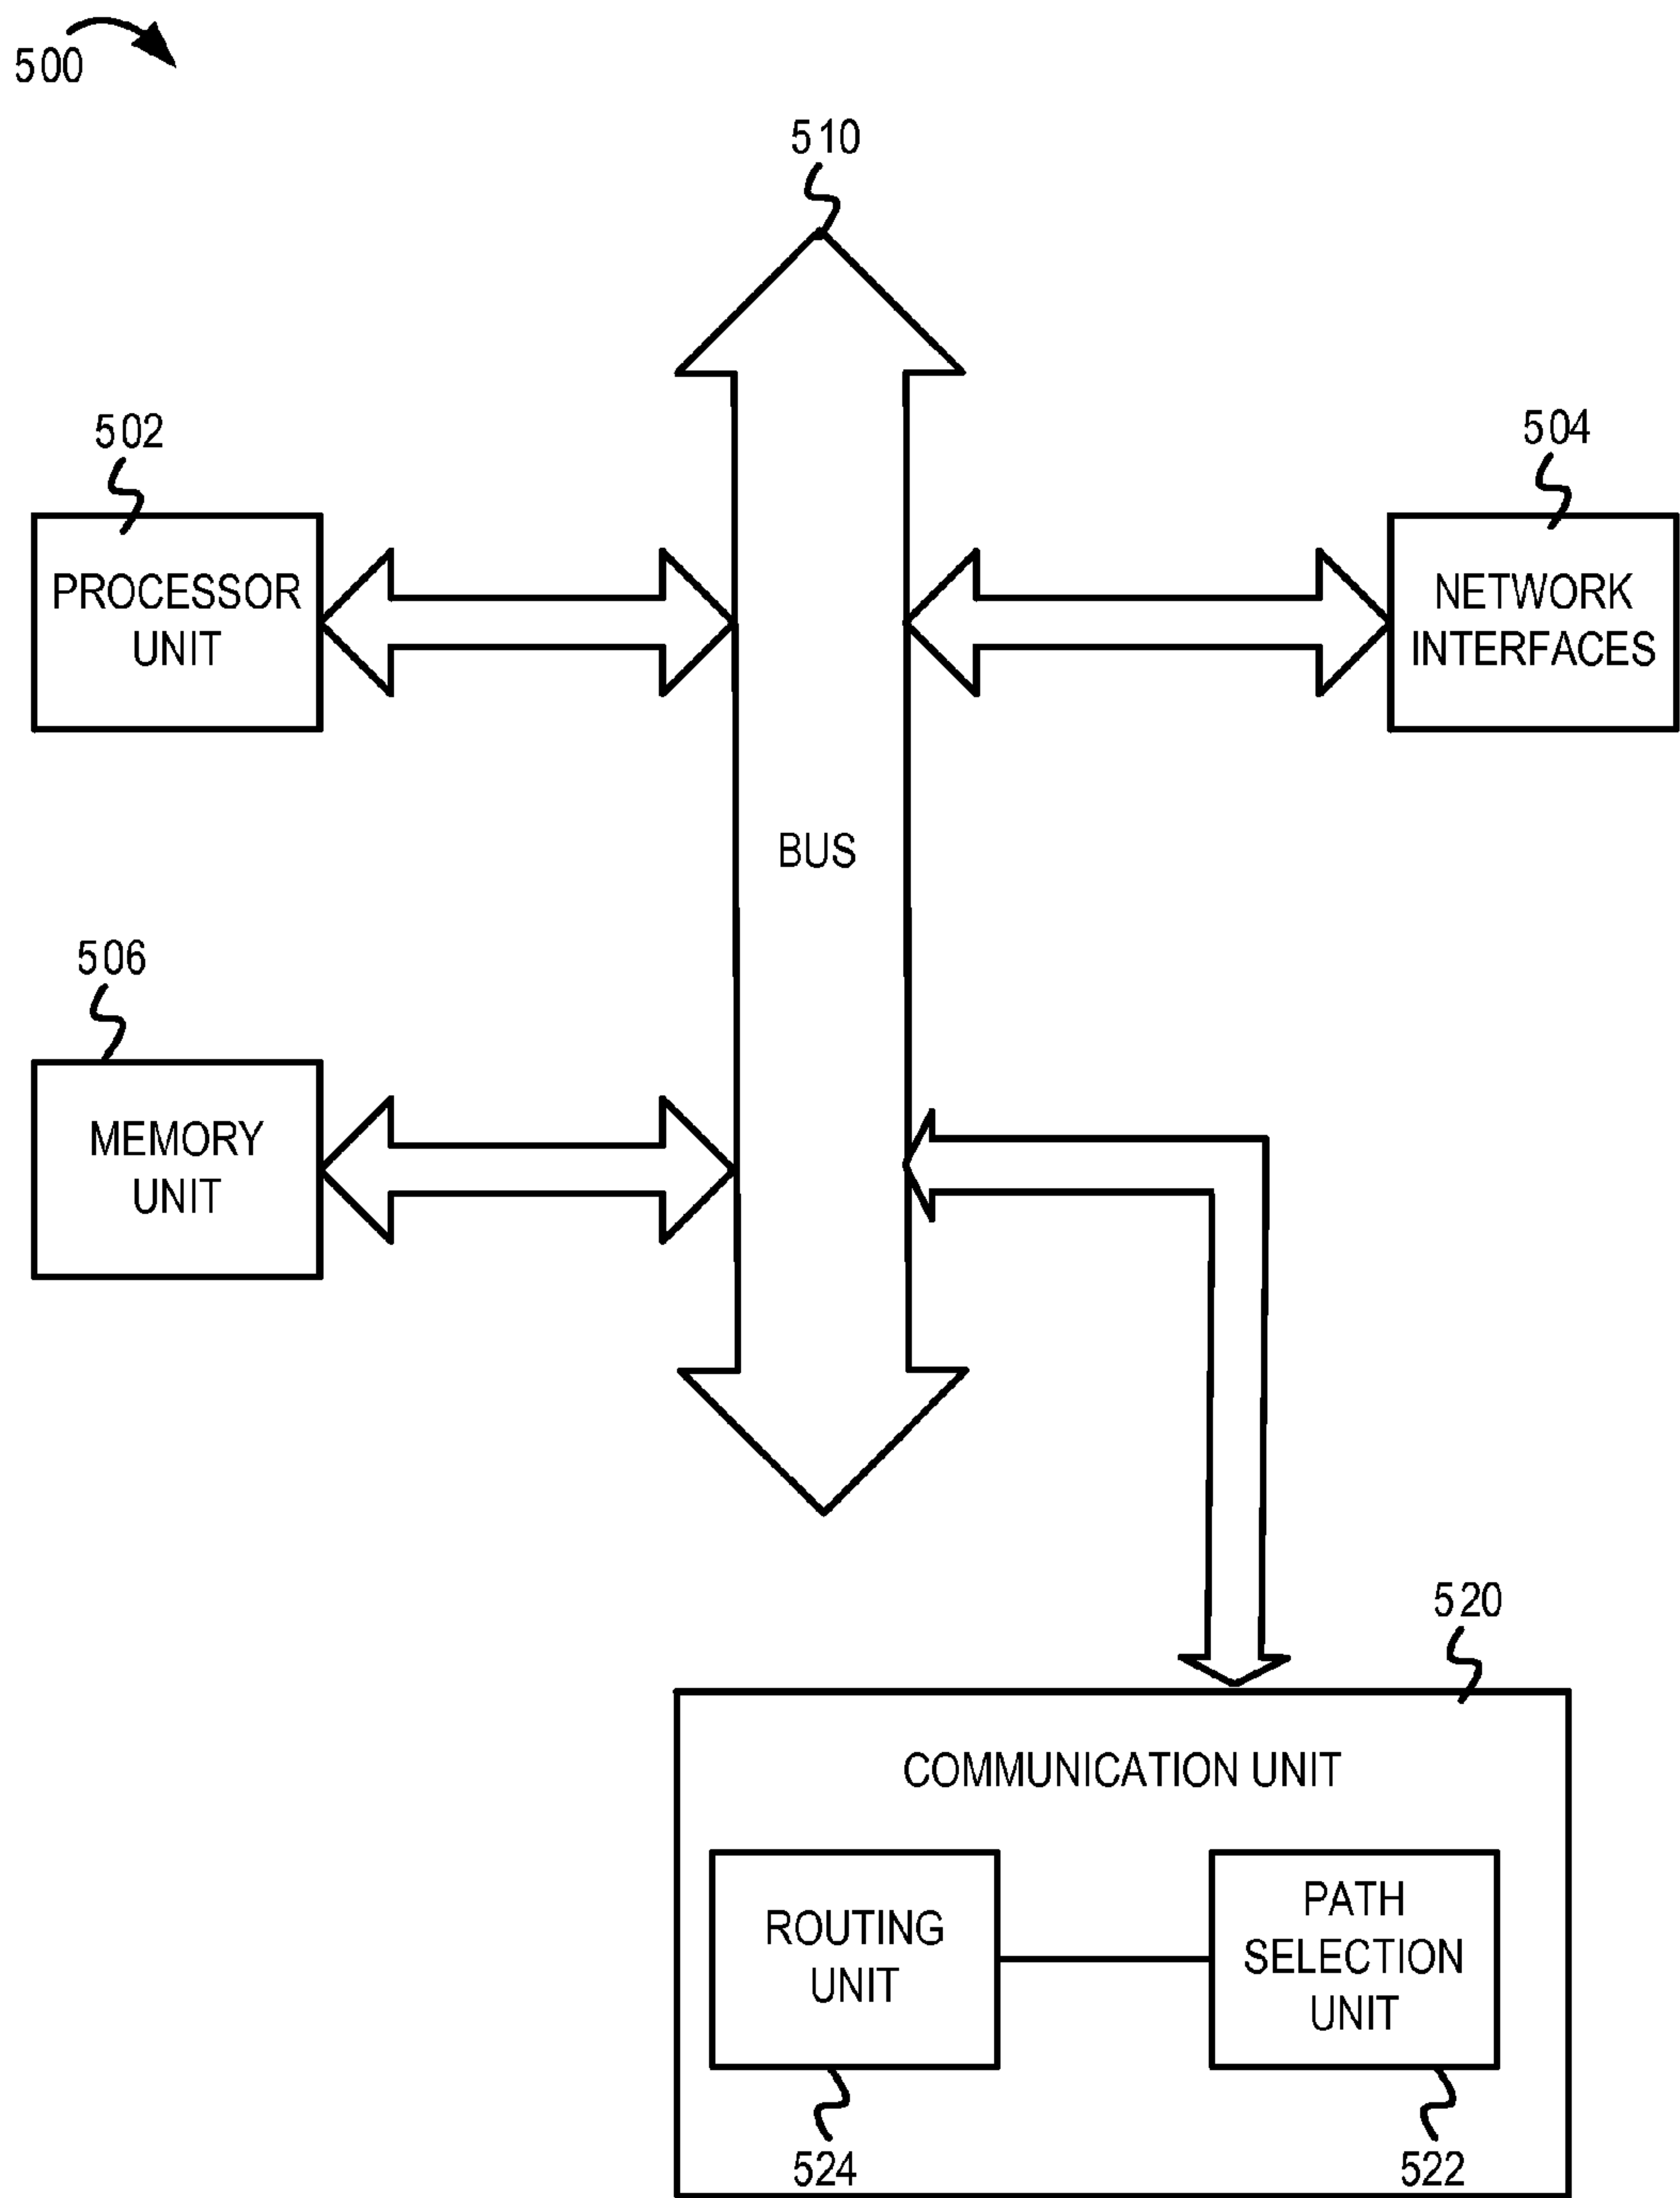 500
510
502
504
PROCESSOR
UNIT
NETWORK
INTERFACES
BUS
506
MEMORY
UNIT
520
COMMUNICATION UNIT
ROUTING
UNIT
PATH
SELECTION
UNIT
524
522